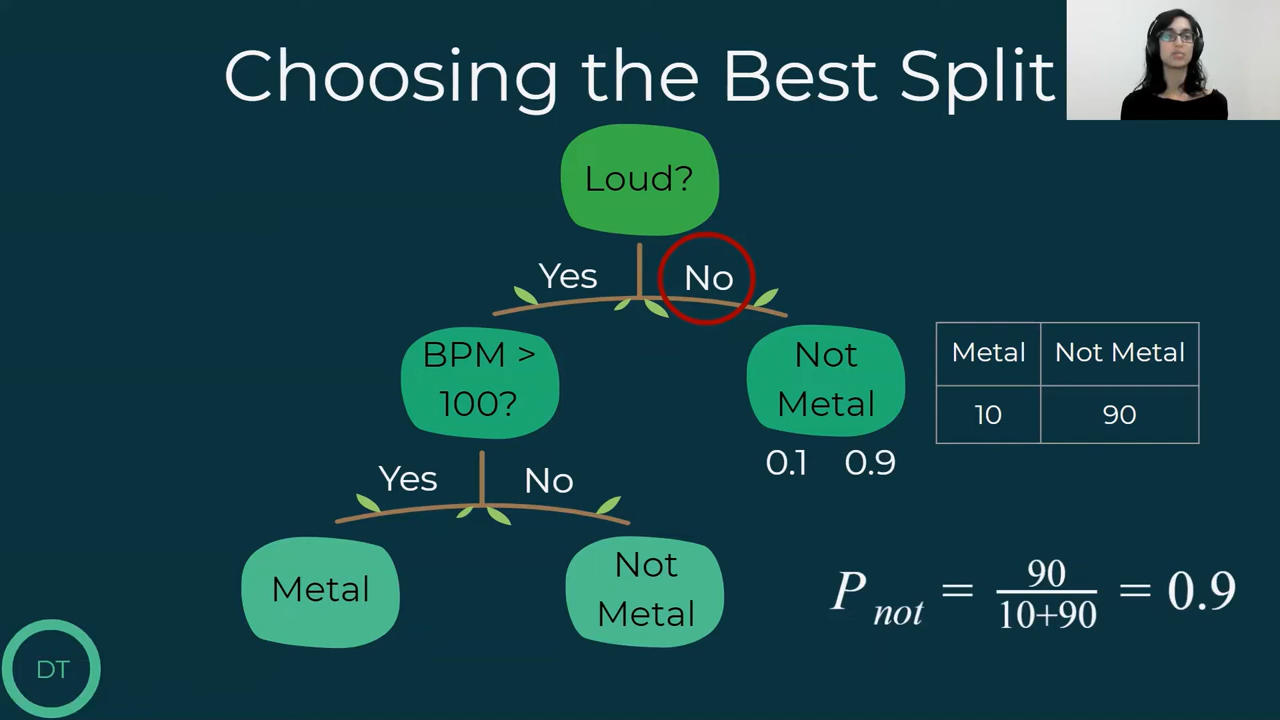 Choosing the Best Split
Loud?
Yes
No
BPM >
100?
Not
Metal
0.1 0.9
Metal Not Metal
10 90
Yes
No
Metal
Not
Metal
P not = 90/10+90 = 0.9
DT